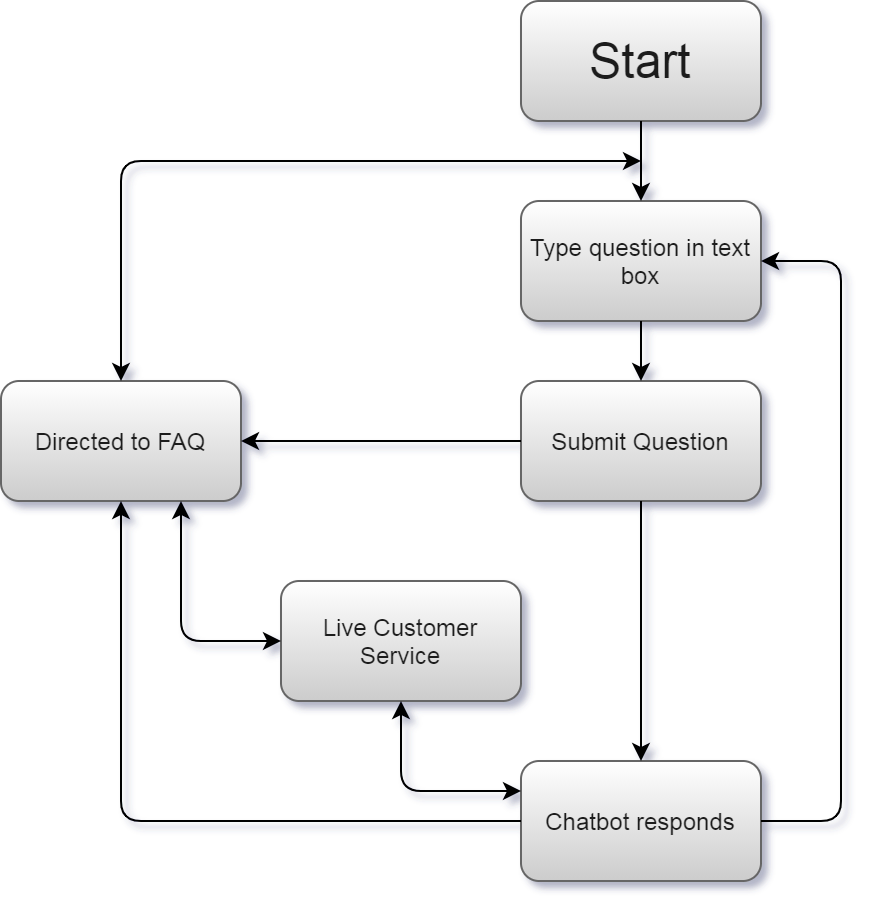 Start
Type question in text
box
Directed to FAQ
Submit Question
Live Customer
Service
Chatbot responds